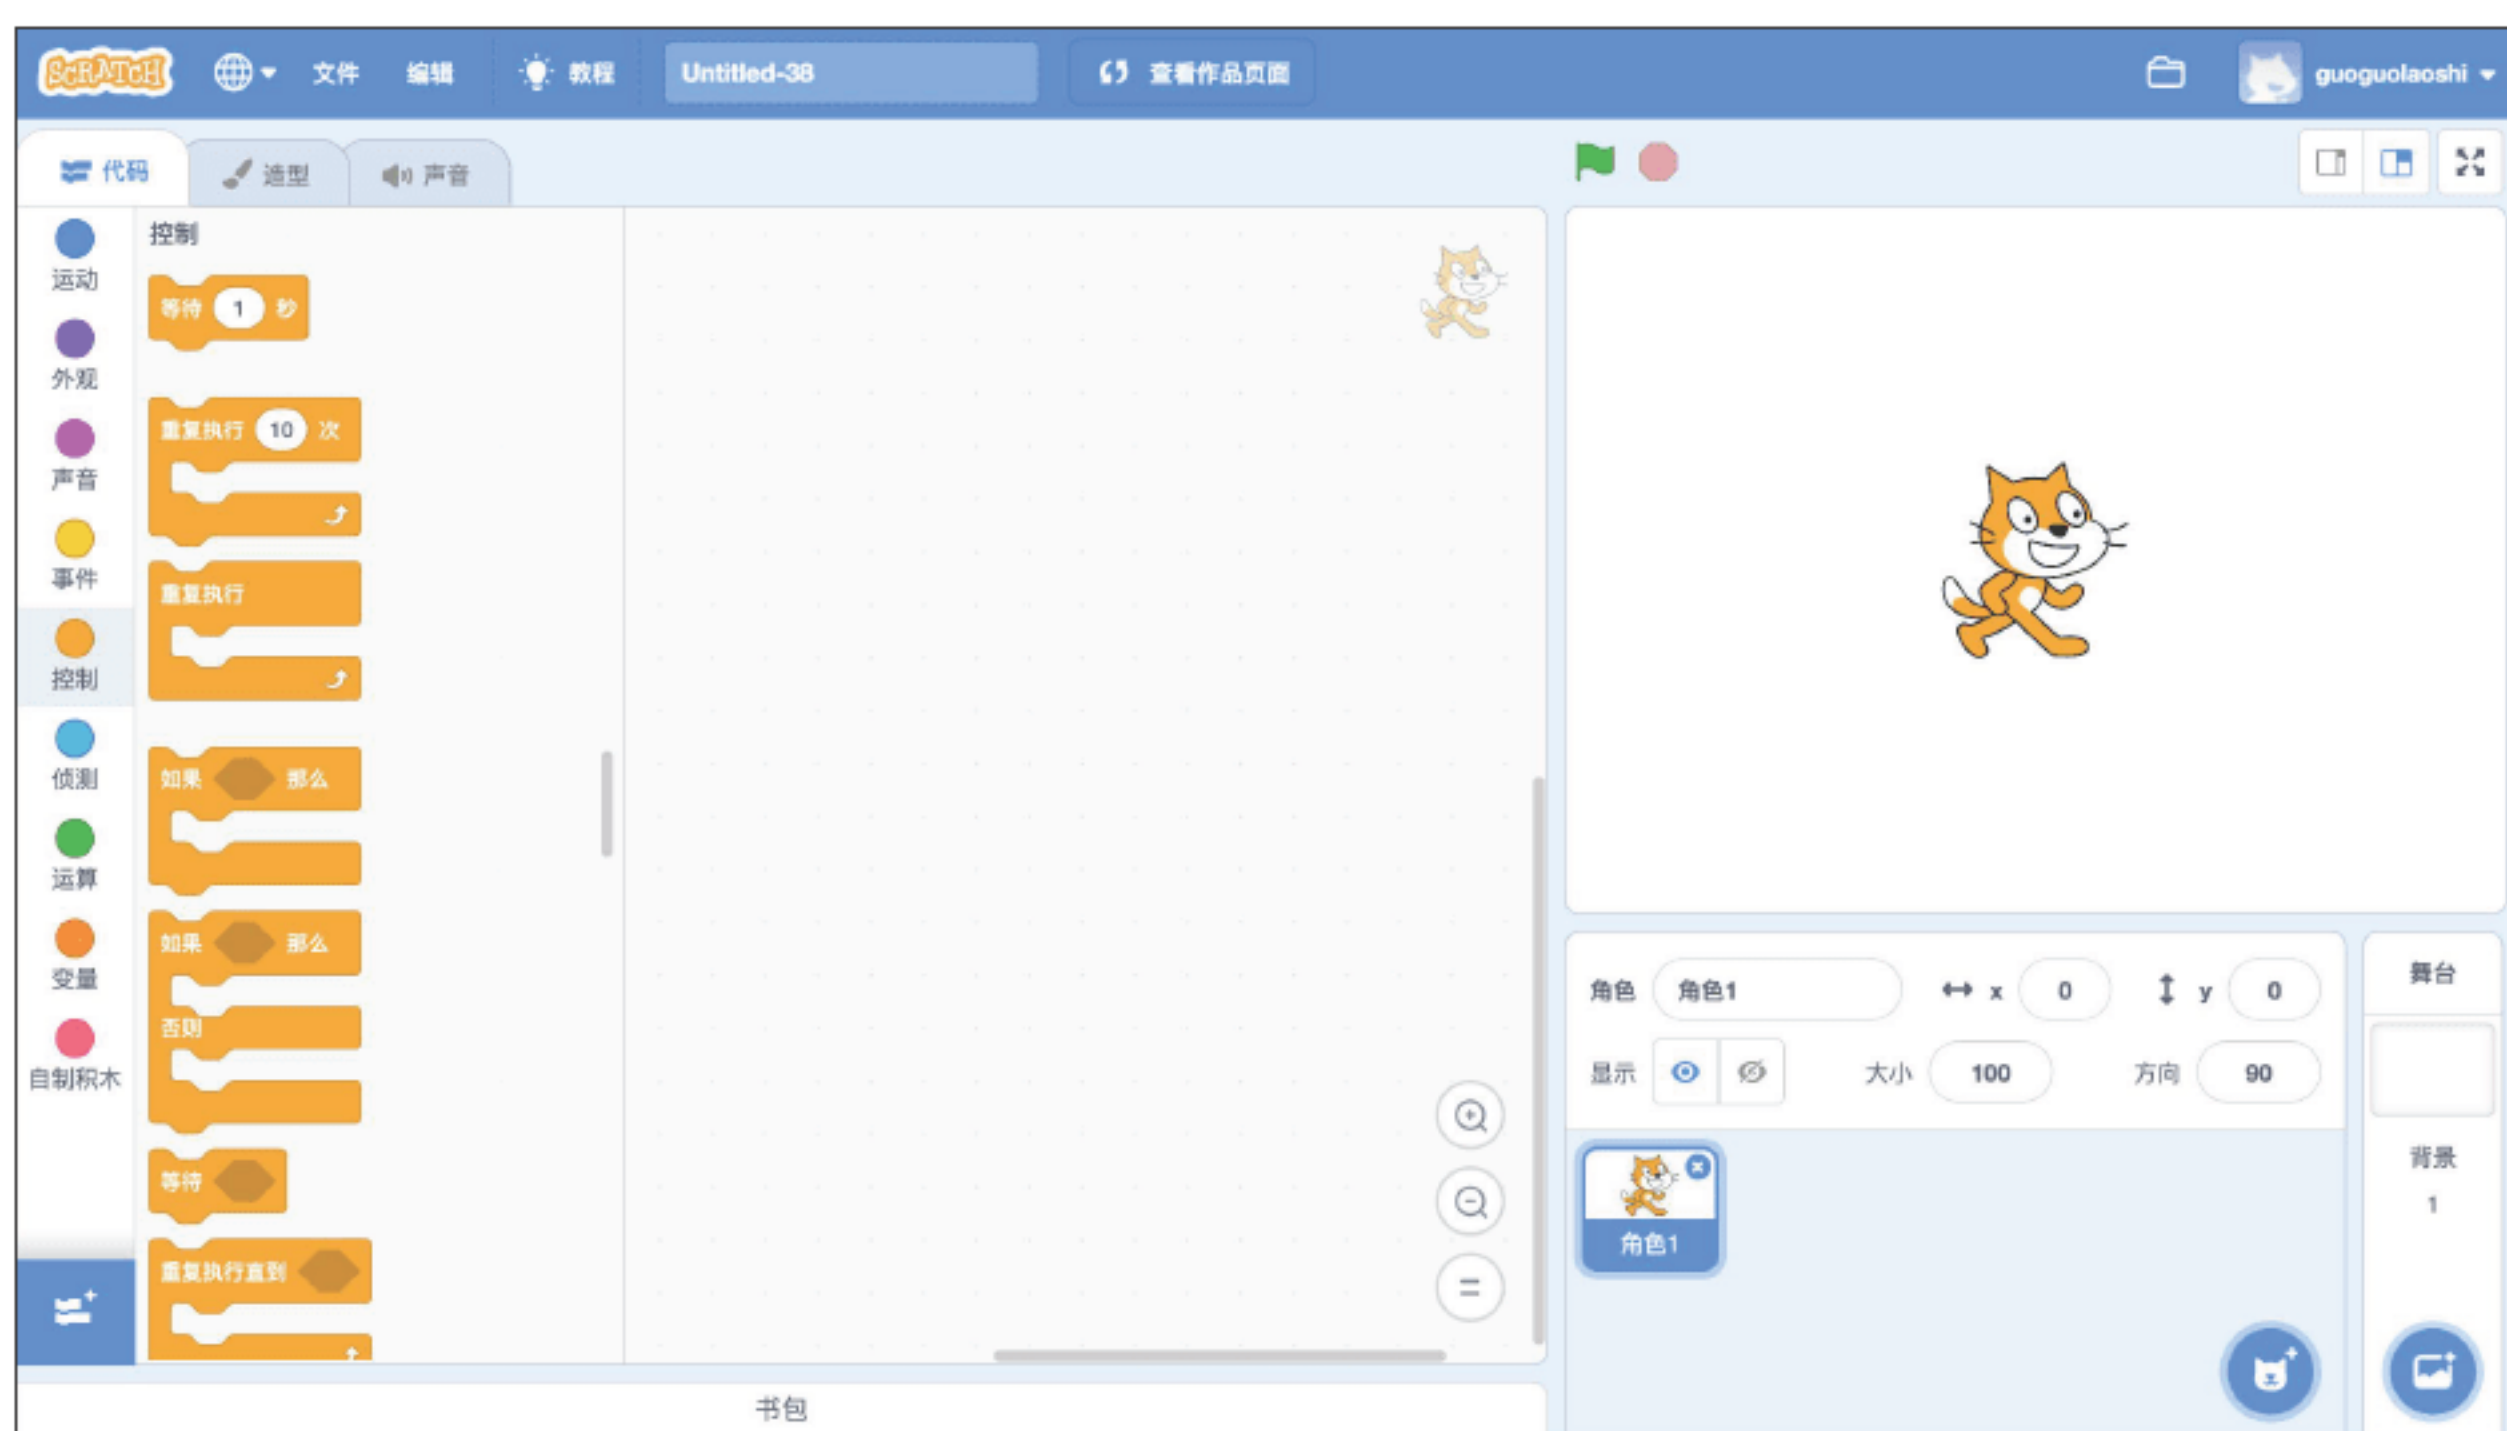 SCRATCH 文件 编辑 教程 Untitled-38 查看作品页面 guoguolaoshi
代码 造型 声音
运动
外观
声音
事件
控制
侦测
运算
变量
自制积木
控制
等待 1 秒
重复执行 10 次
重复执行
如果 那么
如果 那么
否则
等待
重复执行直到
书包
角色 角色1 x 0 y 0
显示 大小 100 方向 90
角色1
舞台
背景
1